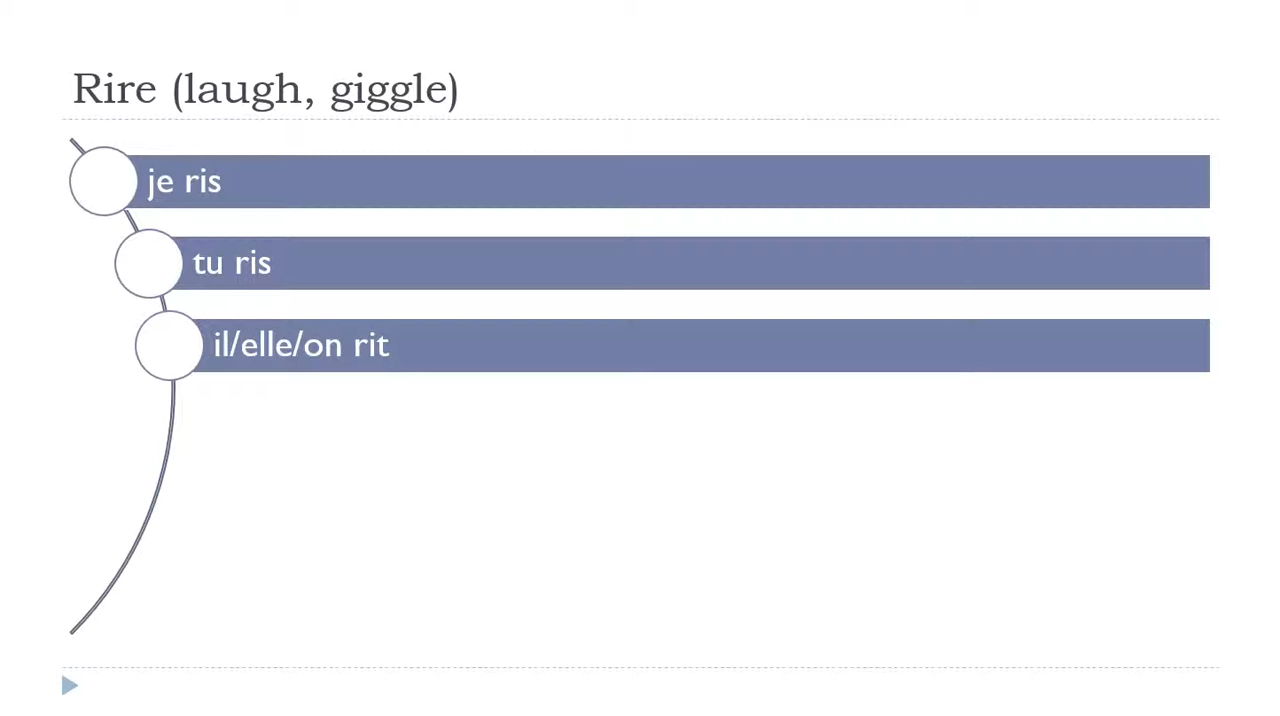 Rire (laugh, giggle)
je ris
tu ris
il/elle/on rit